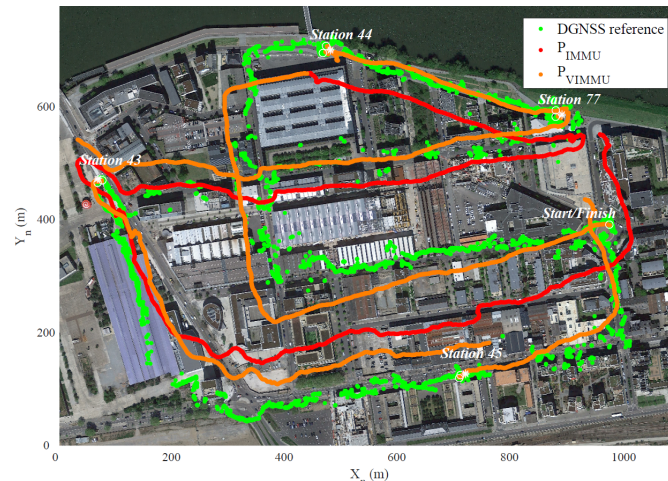 DGNSS reference
P_IMMU
P_VIMMU
Station 44
Station 77
Station 43
Start/Finish
Station 45
Y_n (m)
600
400
200
0
0
200
400
600
800
1000
X_n (m)